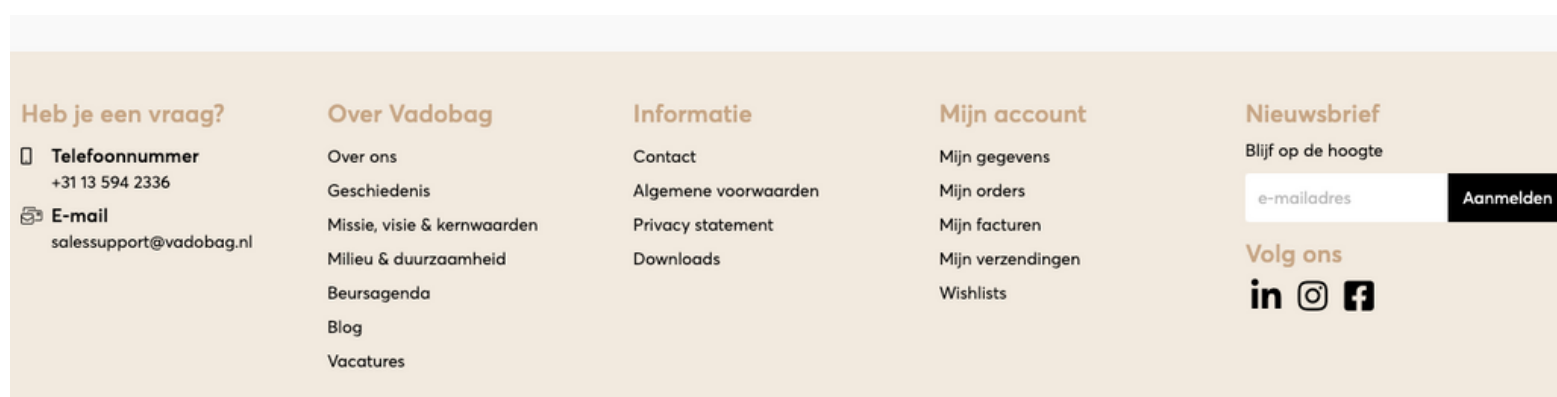 Heb je een vraag?
Telefoonnummer
+31 13 594 2336
E-mail
salessupport@vadobag.nl
Over Vadobag
Over ons
Geschiedenis
Missie, visie & kernwaarden
Milieu & duurzaamheid
Beursagenda
Blog
Vacatures
Informatie
Contact
Algemene voorwaarden
Privacy statement
Downloads
Mijn account
Mijn gegevens
Mijn orders
Mijn facturen
Mijn verzendingen
Wishlists
Nieuwsbrief
Blijf op de hoogte
e-mailadres
Aanmelden
Volg ons